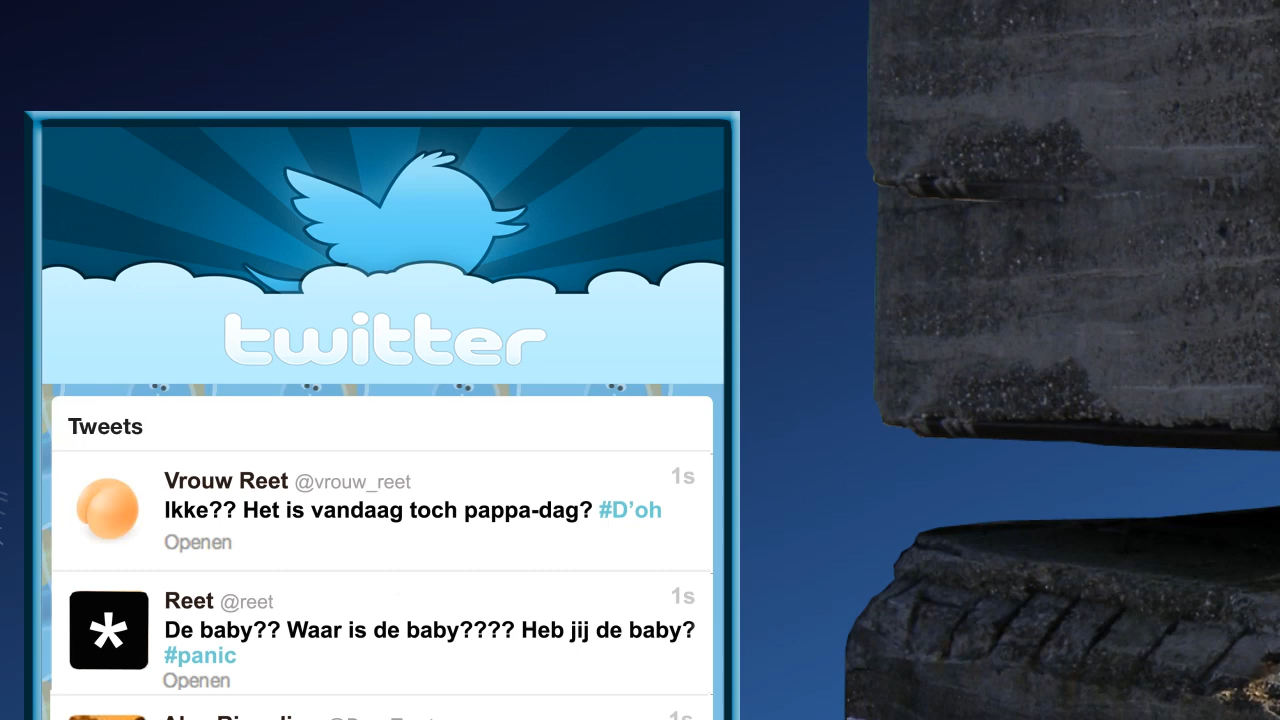 twitter
Tweets
Vrouw Reet @vrouw_reet 1s
Ikke?? Het is vandaag toch pappa-dag? #D’oh
Openen
Reet @reet 1s
De baby?? Waar is de baby???? Heb jij de baby?
#panic
Openen
1s